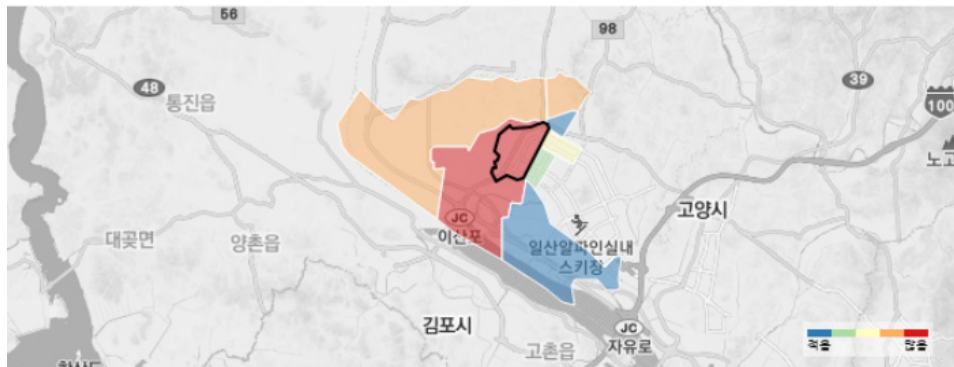 56
98
48
통진읍
39
100
노고
고양시
JC
이산포
대곶면
양촌읍
일산알파인실내
스키장
김포시
고촌읍
JC
자유로
적음
많음